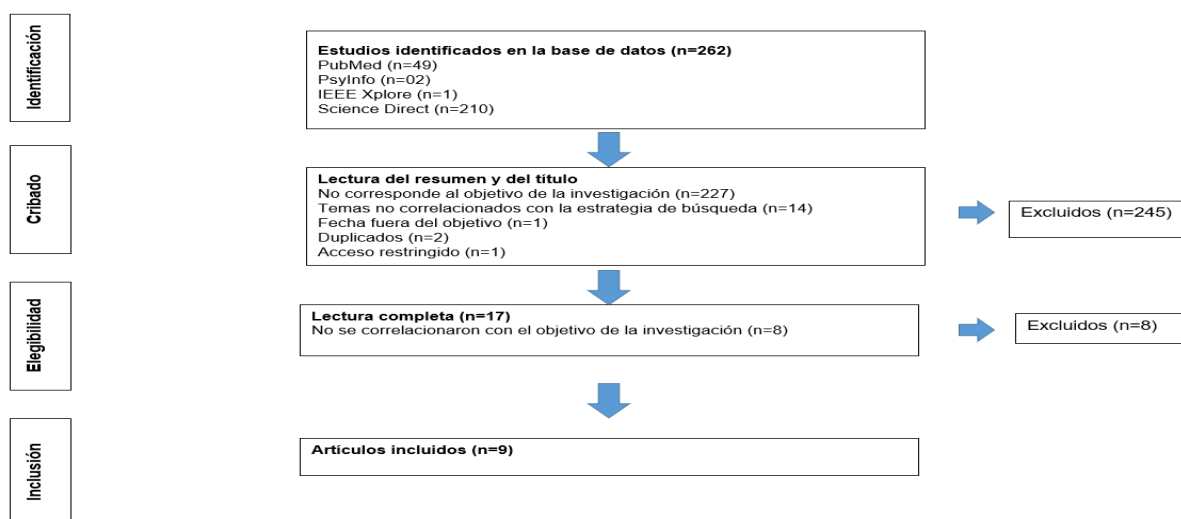 Identificación
Estudios identificados en la base de datos (n=262)
PubMed (n=49)
PsyInfo (n=02)
IEEE Xplore (n=1)
Science Direct (n=210)
Cribado
Lectura del resumen y del título
No corresponde al objetivo de la investigación (n=227)
Temas no correlacionados con la estrategia de búsqueda (n=14)
Fecha fuera del objetivo (n=1)
Duplicados (n=2)
Acceso restringido (n=1)
Excluidos (n=245)
Elegibilidad
Lectura completa (n=17)
No se correlacionaron con el objetivo de la investigación (n=8)
Excluidos (n=8)
Inclusión
Artículos incluidos (n=9)